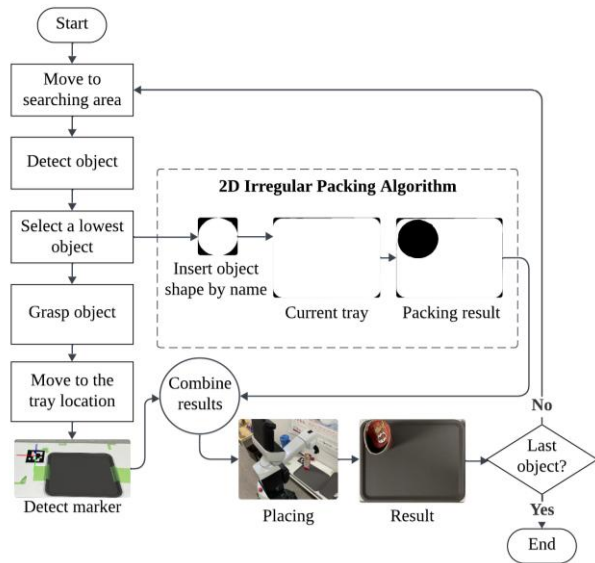 Start
Move to
searching area
Detect object
2D Irregular Packing Algorithm
Select a lowest
object
Insert object
shape by name
Current tray
Packing result
Grasp object
Move to the
tray location
Combine
results
No
Last
object?
Detect marker
Placing
Result
Yes
End